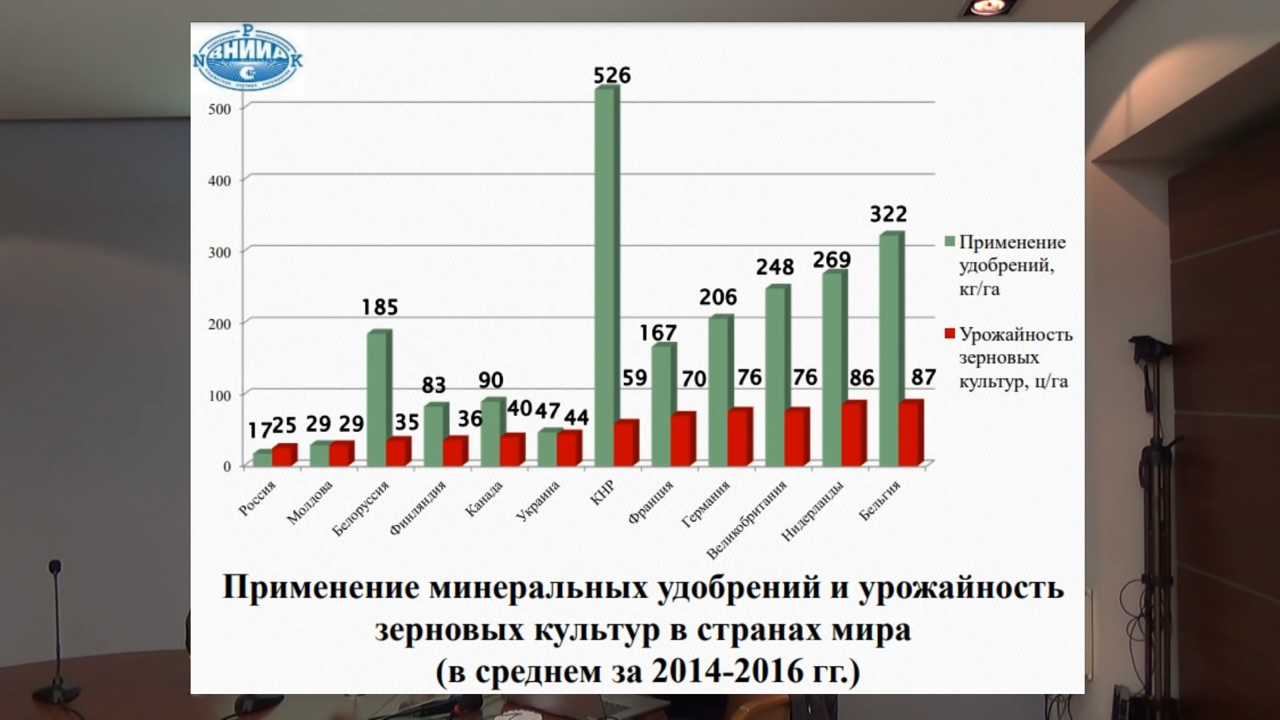 P
N ВНИИА K
С
526
500
400
300
200
100
0
322
248
269
206
185
167
83
90
17
25
29
29
35
36
40
47
44
59
70
76
76
86
87
Применение
удобрений,
кг/га
Урожайность
зерновых
культур, ц/га
Россия
Молдова
Белоруссия
Финляндия
Канада
Украина
КНР
Франция
Германия
Великобритания
Нидерланды
Бельгия
Применение минеральных удобрений и урожайность
зерновых культур в странах мира
(в среднем за 2014-2016 гг.)